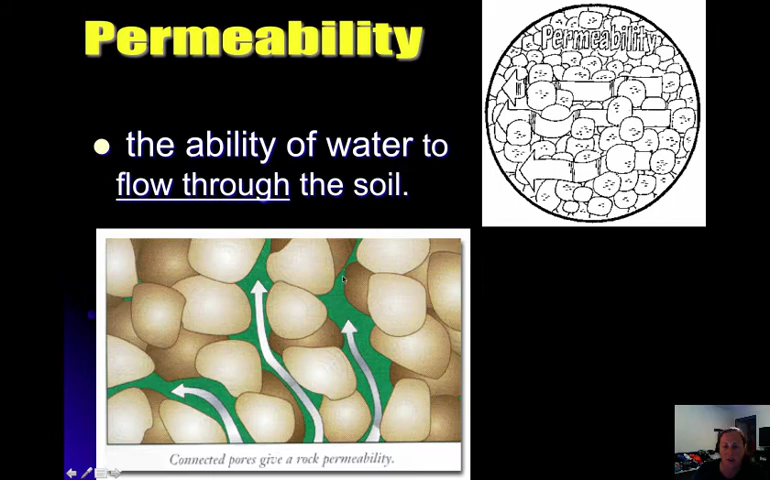 Permeability
Permeability
the ability of water to
flow through the soil.
Connected pores give a rock permeability.